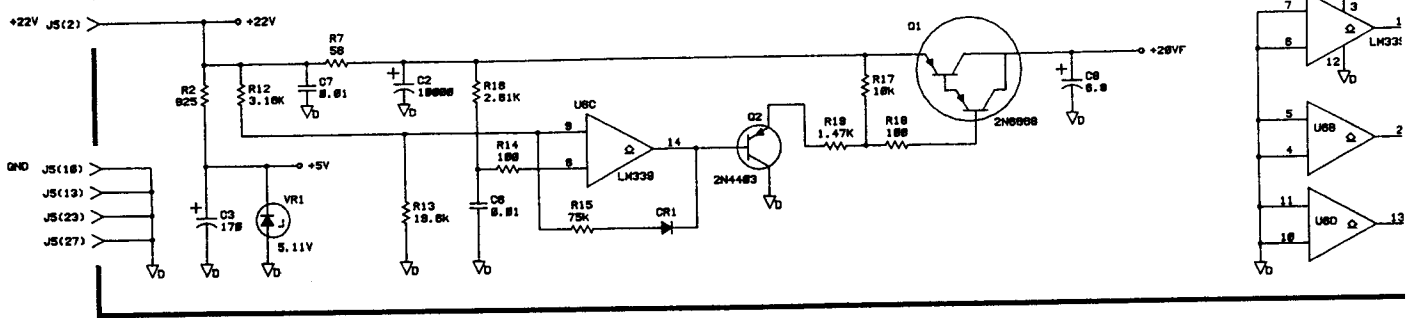 +22V J5(2)
+22V
R7
50
Q1
+20VF
R2
825
R12
3.16K
C7
0.01
+
C2
10000
R16
2.61K
R17
10k
+
C8
6.8
2N6668
U6C
9
8
14
LM339
R14
100
Q2
2N4403
R19
1.47K
R18
100
GND J5(10)
J5(13)
J5(23)
J5(27)
+5V
+
C3
170
VR1
5.11V
R13
19.6k
C6
0.01
R15
75k
CR1
D
D
D
D
D
D
D
D
D
7
6
3
1
LM339
12
D
5
4
U6B
2
11
10
U6D
13
D